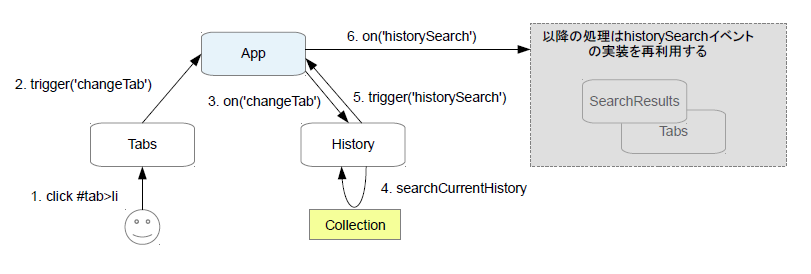 6. on('historySearch')
以降の処理はhistorySearchイベント
の実装を再利用する
App
2. trigger('changeTab')
3. on('changeTab')
5. trigger('historySearch')
SearchResults
Tabs
Tabs
History
1. click #tab>li
4. searchCurrentHistory
Collection